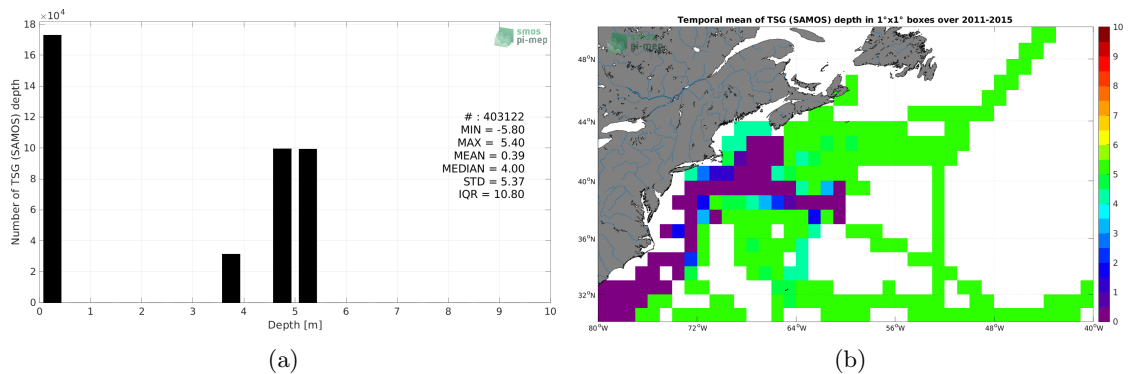 ×10⁴
18
16
14
12
10
8
6
4
2
0
Number of TSG (SAMOS) depth
0 1 2 3 4 5 6 7 8 9 10
Depth [m]
smos
pi-mep
# : 403122
MIN = -5.80
MAX = 5.40
MEAN = 0.39
MEDIAN = 4.00
STD = 5.37
IQR = 10.80
(a)
Temporal mean of TSG (SAMOS) depth in 1°x1° boxes over 2011-2015
smos
pi-mep
48°N
44°N
40°N
36°N
32°N
80°W 72°W 64°W 56°W 48°W 40°W
10
9
8
7
6
5
4
3
2
1
0
(b)